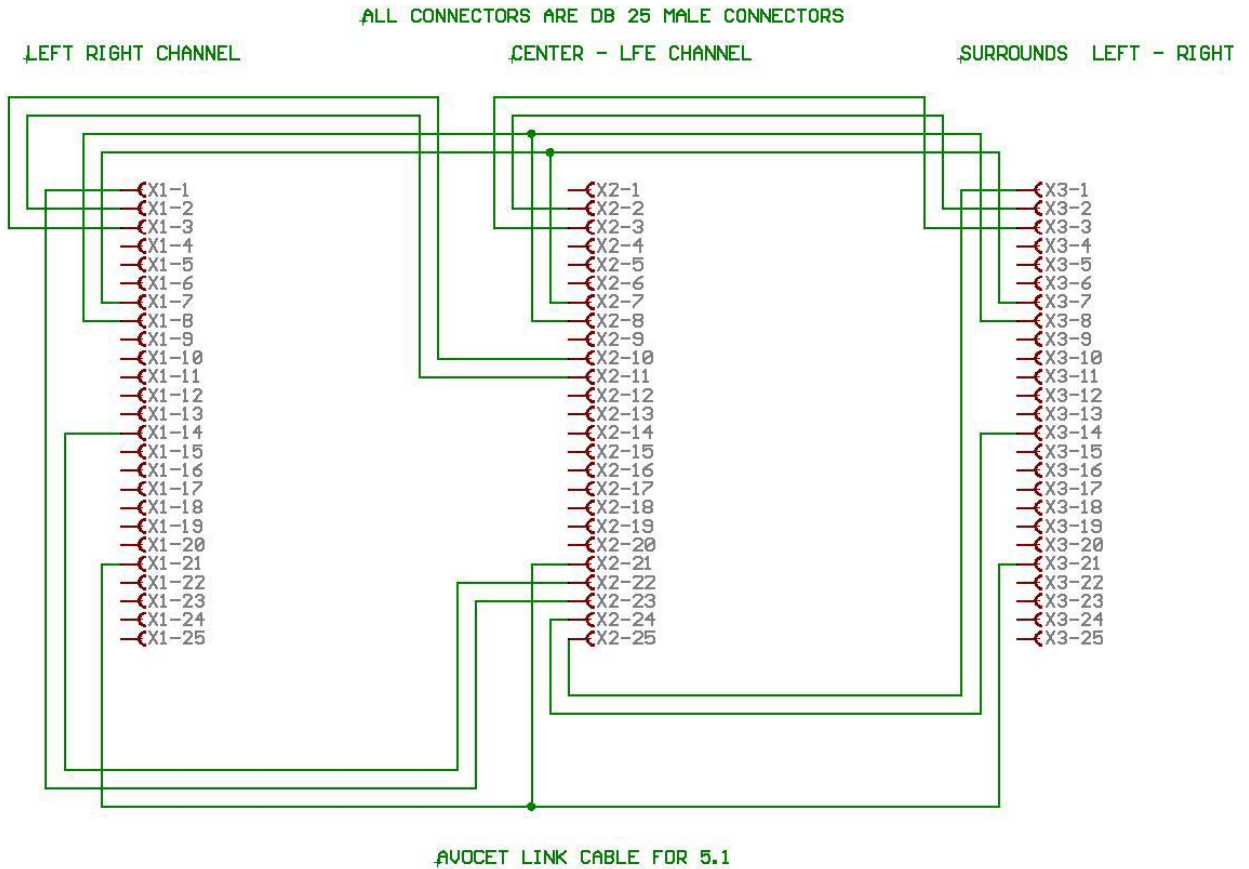 ALL CONNECTORS ARE DB 25 MALE CONNECTORS
LEFT RIGHT CHANNEL
CENTER - LFE CHANNEL
SURROUNDS LEFT - RIGHT
X1-1 X2-1 X3-1
X1-2 X2-2 X3-2
X1-3 X2-3 X3-3
X1-4 X2-4 X3-4
X1-5 X2-5 X3-5
X1-6 X2-6 X3-6
X1-7 X2-7 X3-7
X1-8 X2-8 X3-8
X1-9 X2-9 X3-9
X1-10 X2-10 X3-10
X1-11 X2-11 X3-11
X1-12 X2-12 X3-12
X1-13 X2-13 X3-13
X1-14 X2-14 X3-14
X1-15 X2-15 X3-15
X1-16 X2-16 X3-16
X1-17 X2-17 X3-17
X1-18 X2-18 X3-18
X1-19 X2-19 X3-19
X1-20 X2-20 X3-20
X1-21 X2-21 X3-21
X1-22 X2-22 X3-22
X1-23 X2-23 X3-23
X1-24 X2-24 X3-24
X1-25 X2-25 X3-25
AVOCET LINK CABLE FOR 5.1